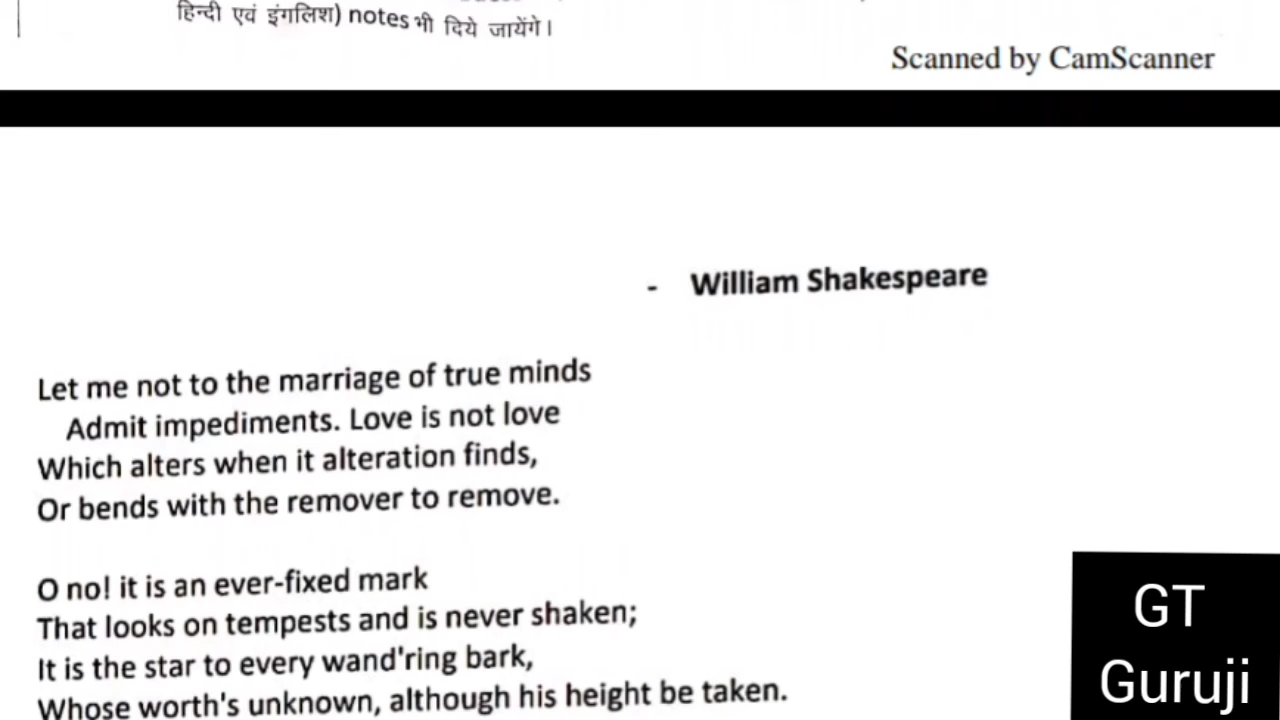 हिन्दी एवं इंगलिश) notes भी दिये जायेंगे।
Scanned by CamScanner
- William Shakespeare
Let me not to the marriage of true minds
Admit impediments. Love is not love
Which alters when it alteration finds,
Or bends with the remover to remove.
O no! it is an ever-fixed mark
That looks on tempests and is never shaken;
It is the star to every wand'ring bark,
Whose worth's unknown, although his height be taken.
GT
Guruji